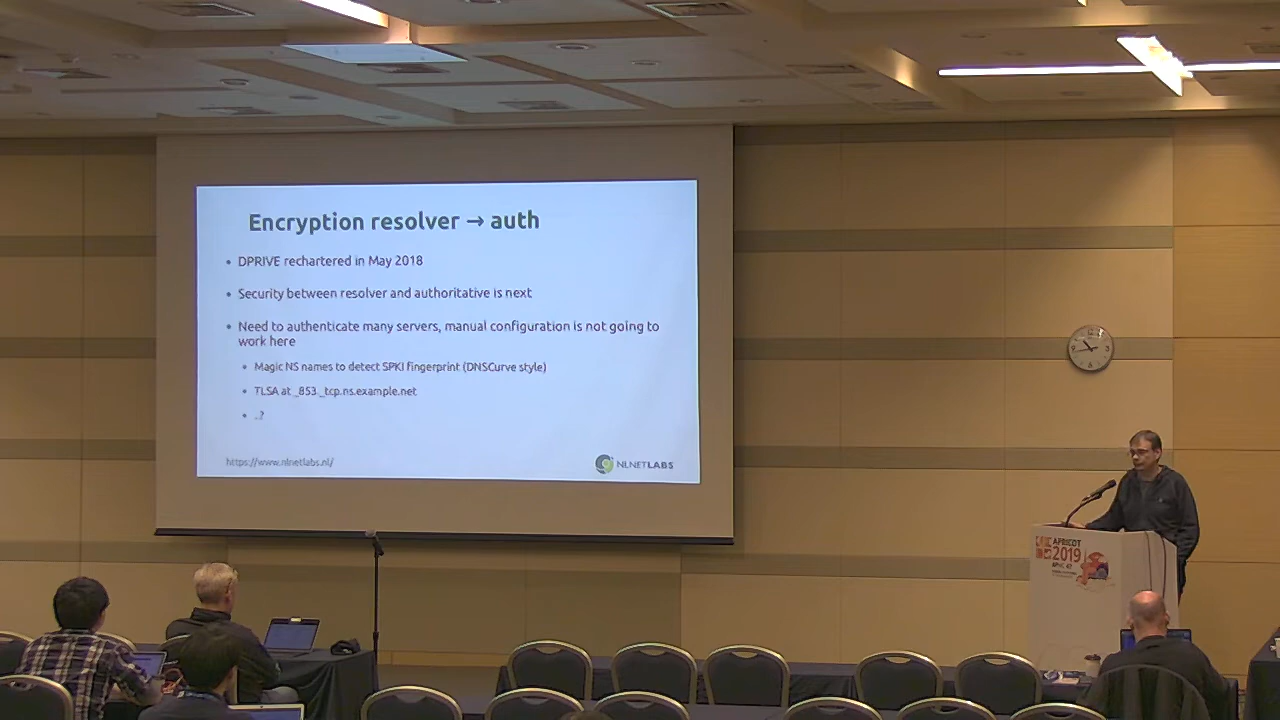 Encryption resolver → auth
• DPRIVE rechartered in May 2018
• Security between resolver and authoritative is next
• Need to authenticate many servers, manual configuration is not going to
work here
• Magic NS names to detect SPKI fingerprint (DNSCurve style)
• TLSA at _853._tcp.ns.example.net
• ..?
https://www.nlnetlabs.nl/
NLNETLABS
APRICOT
2019